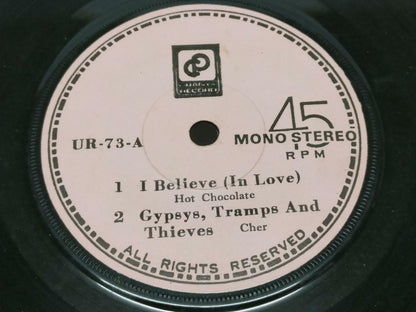 RECORD
UR-73-A
45
MONO STEREO
RPM
1 I Believe (In Love)
Hot Chocolate
2 Gypsys, Tramps And
Thieves Cher
ALL RIGHTS RESERVED